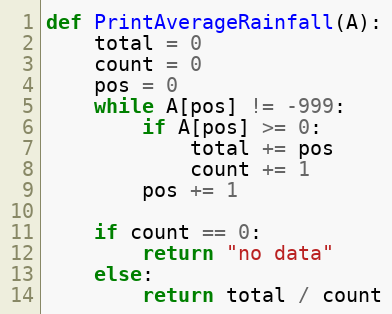 1 def PrintAverageRainfall(A):
2     total = 0
3     count = 0
4     pos = 0
5     while A[pos] != -999:
6         if A[pos] >= 0:
7             total += pos
8             count += 1
9         pos += 1
10
11     if count == 0:
12         return "no data"
13     else:
14         return total / count